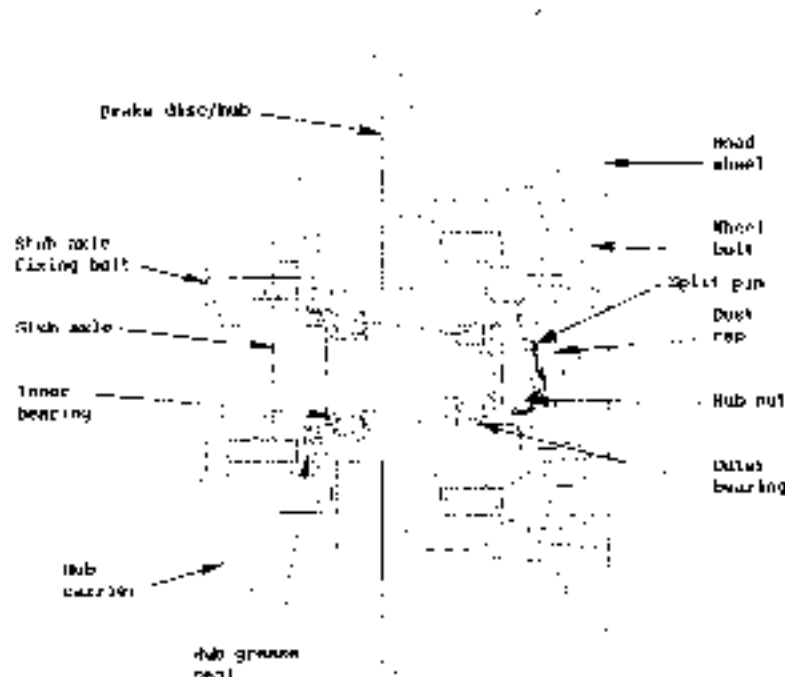 Brake disc/hub
Road
wheel
Wheel
bolt
Stub axle
fixing bolt
Split pin
Dust
cap
Stub axle
Inner
bearing
Hub nut
Outer
bearing
Hub
carrier
Hub grease
seal